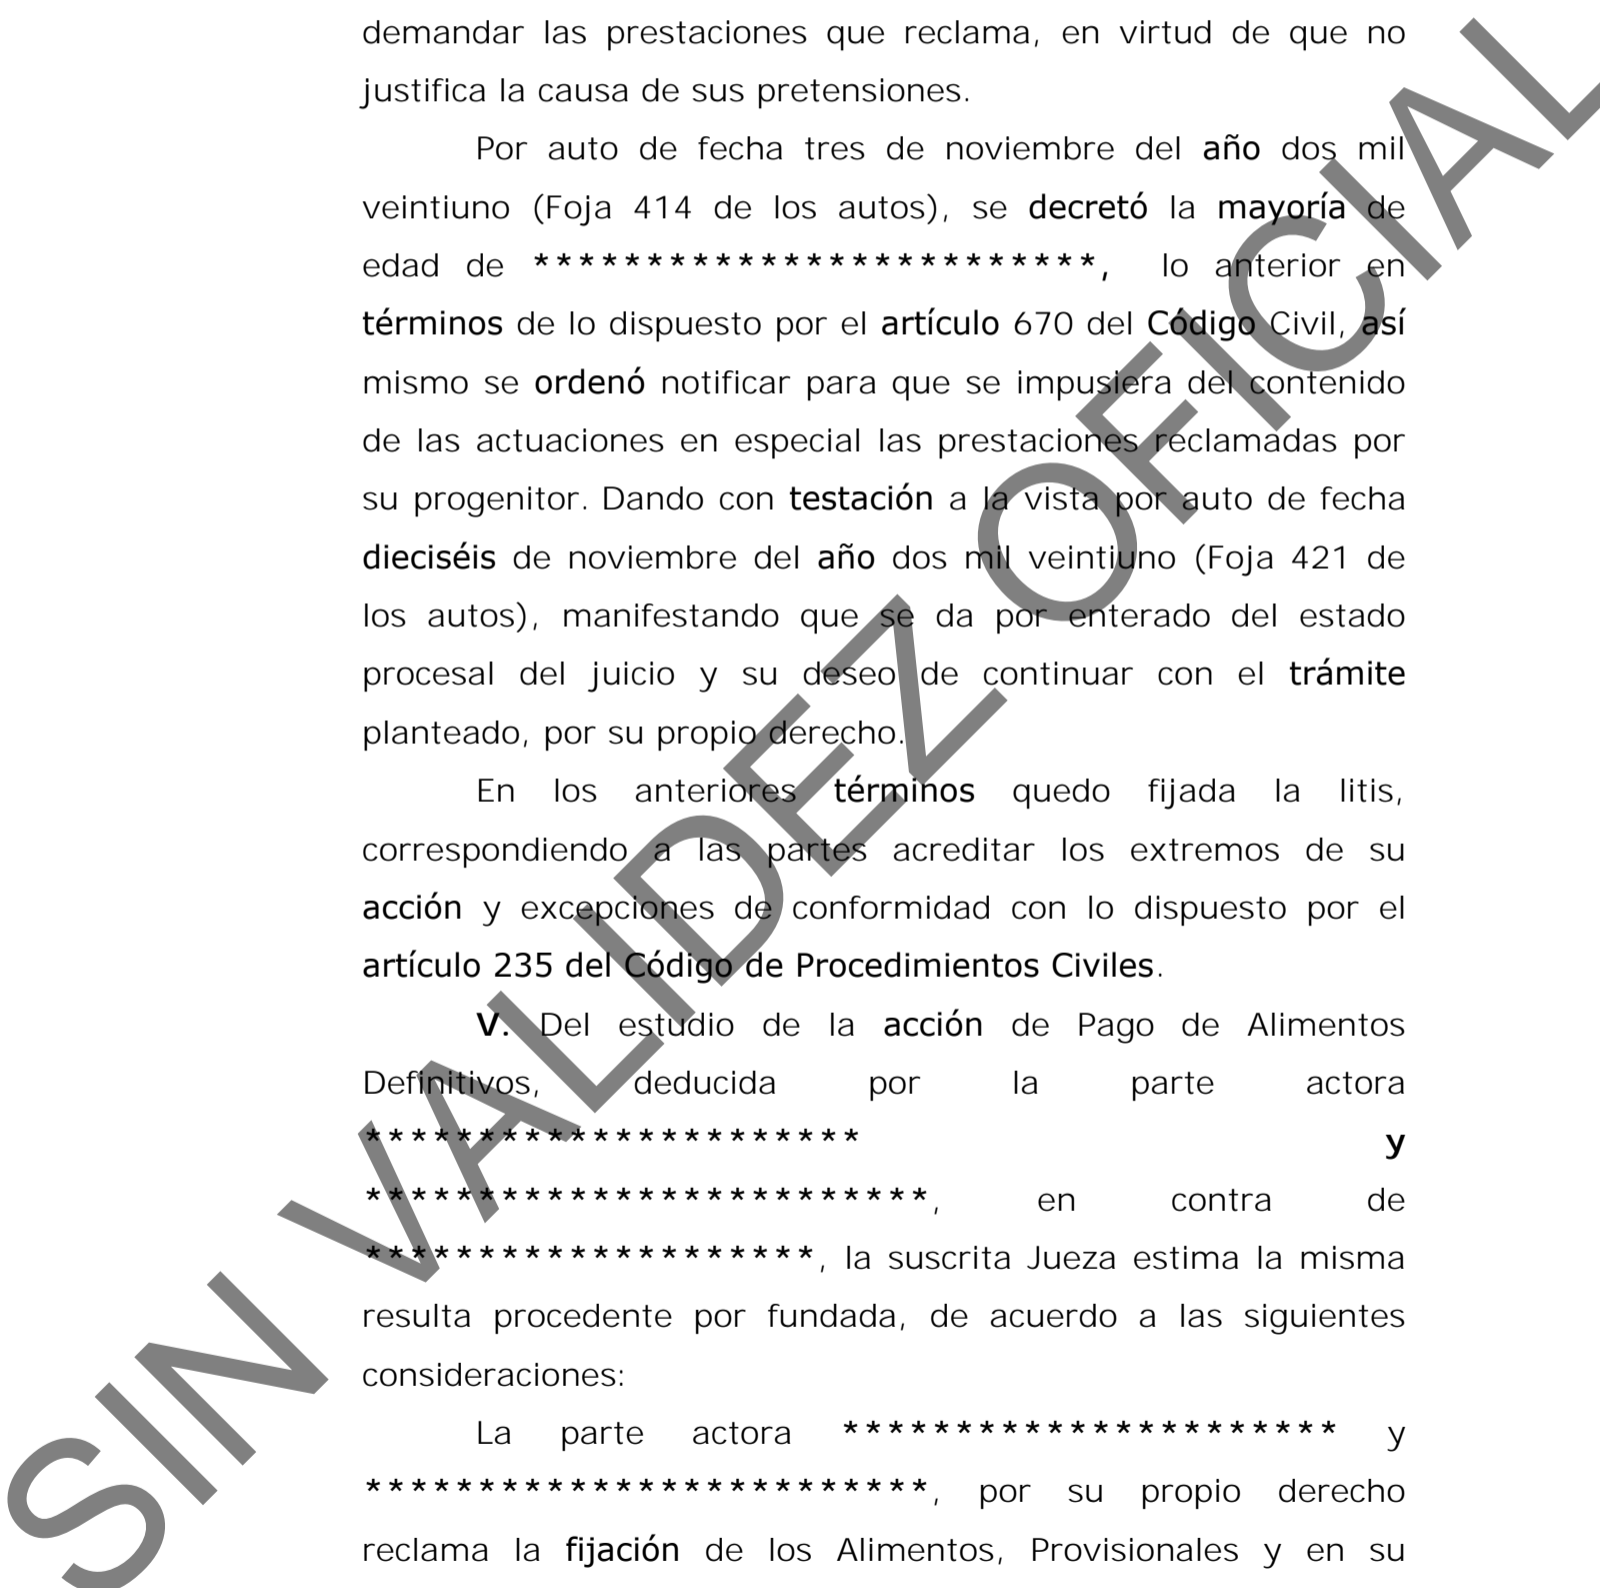 demandar las prestaciones que reclama, en virtud de que no
justifica la causa de sus pretensiones.
Por auto de fecha tres de noviembre del año dos mil
veintiuno (Foja 414 de los autos), se decretó la mayoría de
edad de *************************, lo anterior en
términos de lo dispuesto por el artículo 670 del Código Civil, así
mismo se ordenó notificar para que se impusiera del contenido
de las actuaciones en especial las prestaciones reclamadas por
su progenitor. Dando con testación a la vista por auto de fecha
dieciséis de noviembre del año dos mil veintiuno (Foja 421 de
los autos), manifestando que se da por enterado del estado
procesal del juicio y su deseo de continuar con el trámite
planteado, por su propio derecho.
En los anteriores términos quedo fijada la litis,
correspondiendo a las partes acreditar los extremos de su
acción y excepciones de conformidad con lo dispuesto por el
artículo 235 del Código de Procedimientos Civiles.
V. Del estudio de la acción de Pago de Alimentos
Definitivos, deducida por la parte actora
********************** y
*************************, en contra de
********************, la suscrita Jueza estima la misma
resulta procedente por fundada, de acuerdo a las siguientes
consideraciones:
La parte actora ********************** y
*************************, por su propio derecho
reclama la fijación de los Alimentos, Provisionales y en su
SIN VALIDEZ OFICIAL